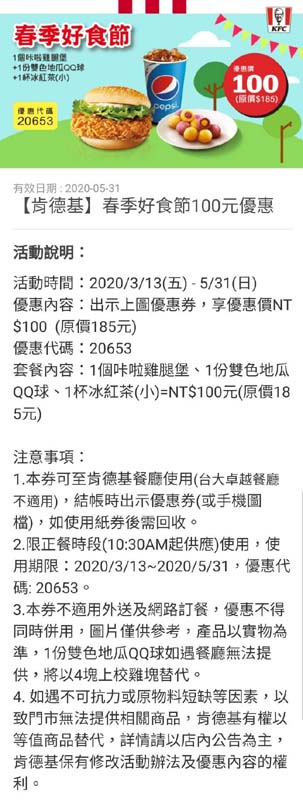 春季好食節
1個咔啦雞腿堡
+1份雙色地瓜QQ球
+1杯冰紅茶(小)
優惠代碼
20653
pepsi
優惠價
100
(原價$185)
KFC
有效日期 : 2020-05-31
【肯德基】春季好食節100元優惠
活動說明：
活動時間：2020/3/13(五) - 5/31(日)
優惠內容：出示上圖優惠券，享優惠價NT
$100 (原價185元)
優惠代碼：20653
套餐內容：1個咔啦雞腿堡、1份雙色地瓜
QQ球、1杯冰紅茶(小)=NT$100元(原價18
5元)
注意事項：
1.本券可至肯德基餐廳使用(台大卓越餐廳
不適用)，結帳時出示優惠券(或手機圖
檔)，如使用紙券後需回收。
2.限正餐時段(10:30AM起供應)使用，使
用期限：2020/3/13~2020/5/31，優惠代
碼: 20653。
3.本券不適用外送及網路訂餐，優惠不得
同時併用，圖片僅供參考，產品以實物為
準，1份雙色地瓜QQ球如遇餐廳無法提
供，將以4塊上校雞塊替代。
4. 如遇不可抗力或原物料短缺等因素，以
致門市無法提供相關商品，肯德基有權以
等值商品替代，詳情請以店內公告為主，
肯德基保有修改活動辦法及優惠內容的權
利。